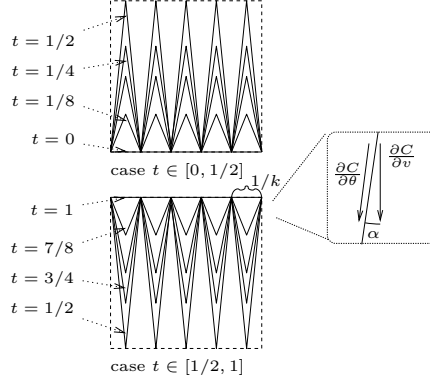 t = 1/2
t = 1/4
t = 1/8
t = 0
case t ∈ [0, 1/2]
t = 1
1/k
t = 7/8
t = 3/4
t = 1/2
case t ∈ [1/2, 1]
∂C/∂θ
∂C/∂v
α